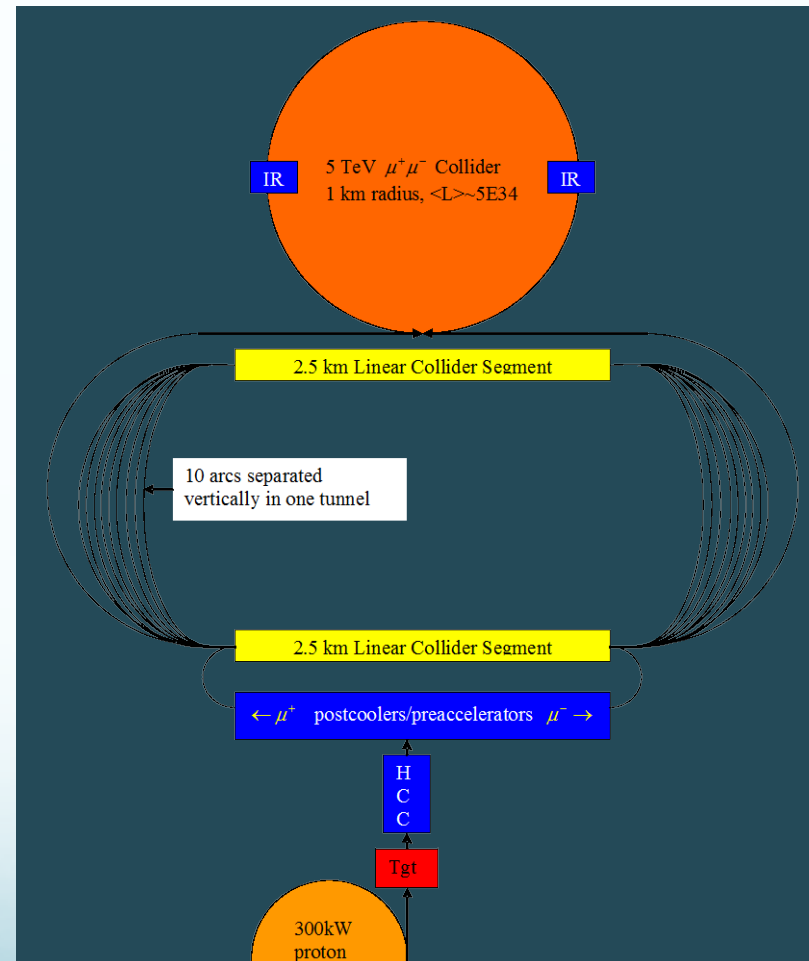 5 TeV μ⁺μ⁻ Collider
1 km radius, <L>~5E34
IR
IR
2.5 km Linear Collider Segment
10 arcs separated
vertically in one tunnel
2.5 km Linear Collider Segment
← μ⁺ postcoolers/preaccelerators μ⁻ →
H
C
C
Tgt
300kW
proton